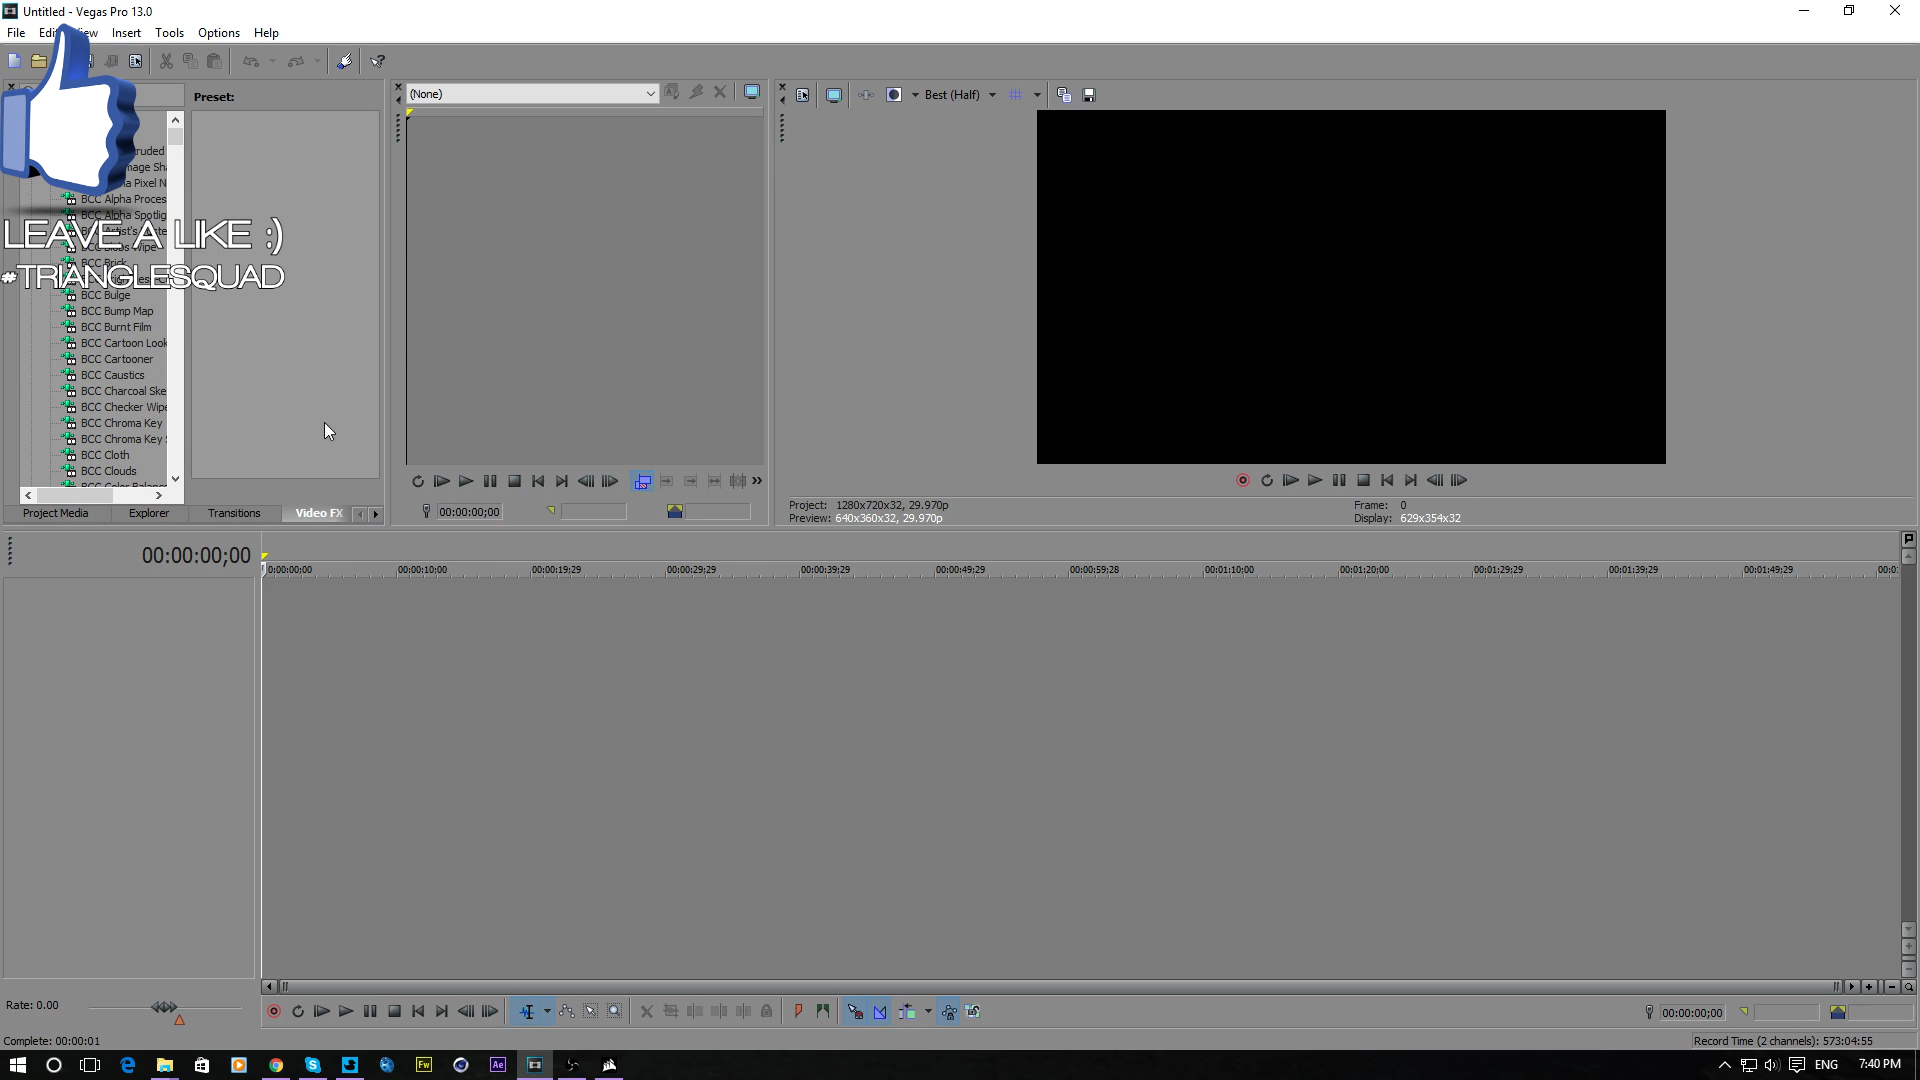 Untitled - Vegas Pro 13.0
File Edit View Insert Tools Options Help
Preset:
(None)
Best (Half)
BCC Alpha Proces
BCC Alpha Spotlig
LEAVE A LIKE :)
BCC Brick
#TRIANGLESQUAD
BCC Bulge
BCC Bump Map
BCC Burnt Film
BCC Cartoon Look
BCC Cartooner
BCC Caustics
BCC Charcoal Ske
BCC Checker Wipe
BCC Chroma Key
BCC Chroma Key
BCC Cloth
BCC Clouds
Project Media Explorer Transitions Video FX
00:00:00;00
Project: 1280x720x32, 29.970p
Preview: 640x360x32, 29.970p
Frame: 0
Display: 629x354x32
00:00:00;00
0:00:00;00 00:00:10;00 00:00:19;29 00:00:29;29 00:00:39;29 00:00:49;29 00:00:59;28 00:01:10;00 00:01:20;00 00:01:29;29 00:01:39;29 00:01:49;29 00:0
Rate: 0.00
00:00:00;00
Complete: 00:00:01
Record Time (2 channels): 573:04:55
Fw
Ae
ENG
7:40 PM